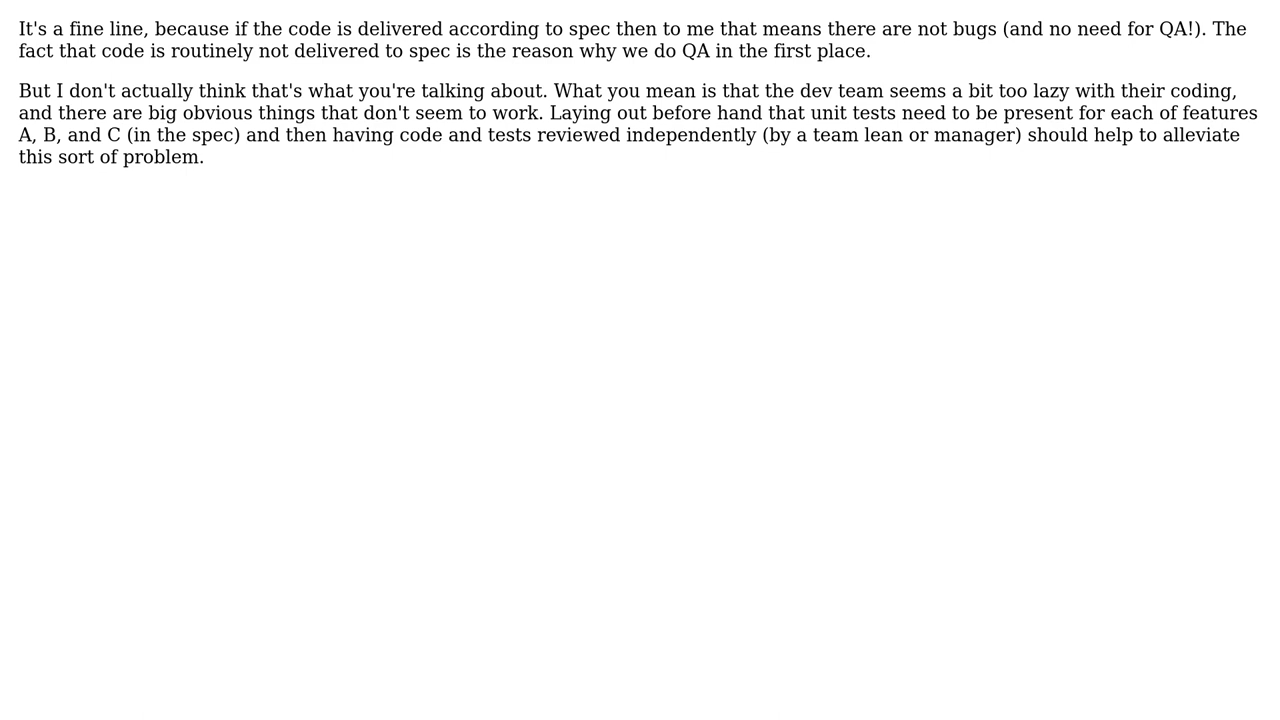 It's a fine line, because if the code is delivered according to spec then to me that means there are not bugs (and no need for QA!). The
fact that code is routinely not delivered to spec is the reason why we do QA in the first place.
But I don't actually think that's what you're talking about. What you mean is that the dev team seems a bit too lazy with their coding,
and there are big obvious things that don't seem to work. Laying out before hand that unit tests need to be present for each of features
A, B, and C (in the spec) and then having code and tests reviewed independently (by a team lean or manager) should help to alleviate
this sort of problem.